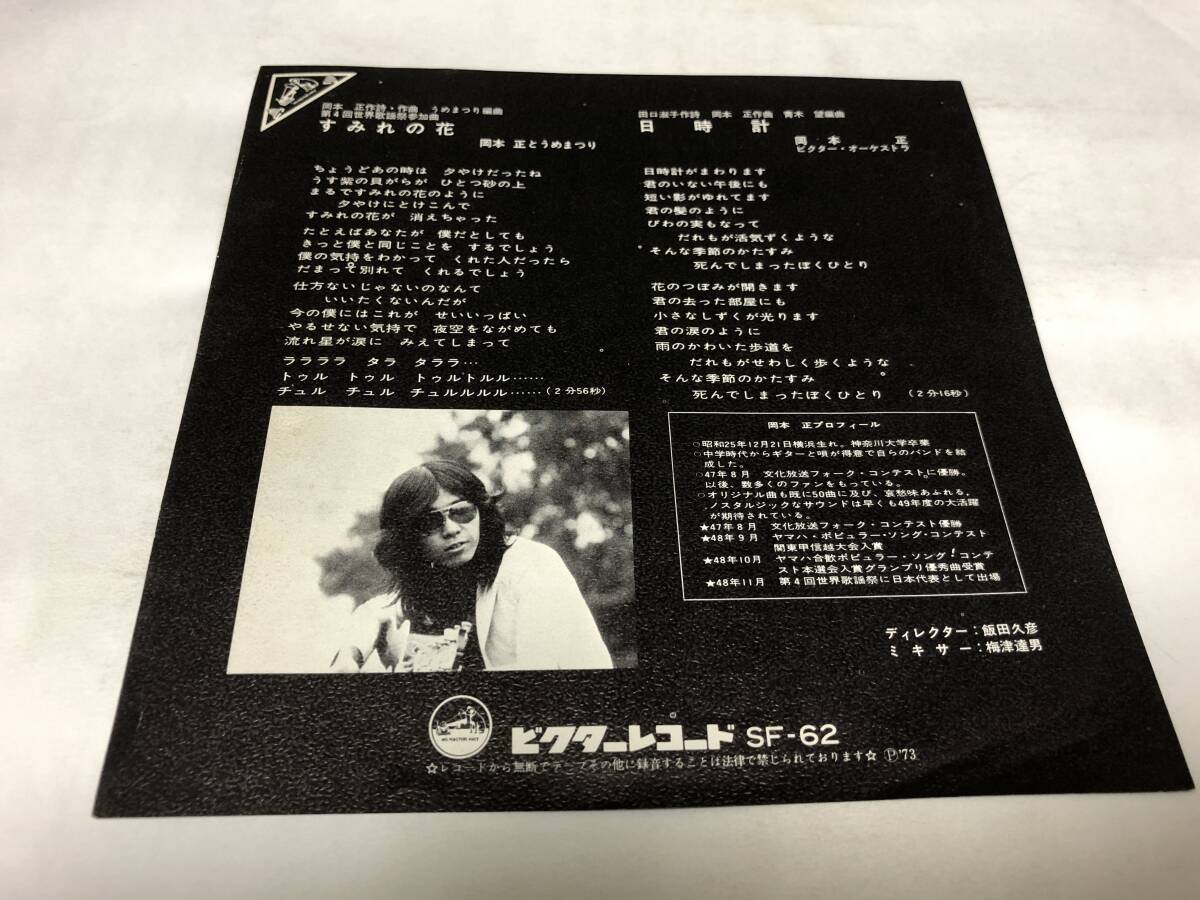 岡本 正作詩・作曲 うめまつり編曲
第4回世界歌謡祭参加曲
すみれの花
岡本 正とうめまつり
ちょうどあの時は 夕やけだったね
うす紫の貝がらが ひとつ砂の上
まるですみれの花のように
夕やけにとけこんで
すみれの花が 消えちゃった
たとえばあなたが 僕だとしても
きっと僕と同じことを するでしょう
僕の気持をわかって くれた人だったら
だまって別れて くれるでしょう
仕方ないじゃないのなんて
いいたくないんだが
今の僕にはこれが せいいっぱい
やるせない気持で 夜空をながめても
流れ星が涙に みえてしまって
ララララ タラ タララ…
トゥル トゥル トゥルトルル……
チュル チュル チュルルルル……(2分56秒)
田口淑子作詩 岡本 正作曲 青木 望編曲
日時計
岡本 正
ビクター・オーケストラ
日時計がまわります
君のいない午後にも
短い影がゆれてます
君の髪のように
びわの実もなって
だれもが活気ずくような
そんな季節のかたすみ
死んでしまったぼくひとり
花のつぼみが開きます
君の去った部屋にも
小さなしずくが光ります
君の涙のように
雨のかわいた歩道を
だれもがせわしく歩くような
そんな季節のかたすみ
死んでしまったぼくひとり (2分16秒)
岡本 正プロフィール
○昭和25年12月21日横浜生れ。神奈川大学卒業
○中学時代からギターと唄が得意で自らのバンドを結
成した。
○47年8月 文化放送フォーク・コンテストに優勝。
以後、数多くのファンをもっている。
○オリジナル曲も既に50曲に及び、哀愁味あふれる、
ノスタルジックなサウンドは早くも49年度の大活躍
が期待されている。
★47年8月 文化放送フォーク・コンテスト優勝
★48年9月 ヤマハ・ポピュラー・ソング・コンテスト
関東甲信越大会入賞
★48年10月 ヤマハ合歓ポピュラー・ソング・コンテ
スト本選会入賞グランプリ優秀曲受賞
★48年11月 第4回世界歌謡祭に日本代表として出場
ディレクター:飯田久彦
ミキサー:梅津達男
HIS MASTER'S VOICE
ビクターレコード SF-62
☆レコードから無断でテープその他に録音することは法律で禁じられております☆ Ⓟ'73